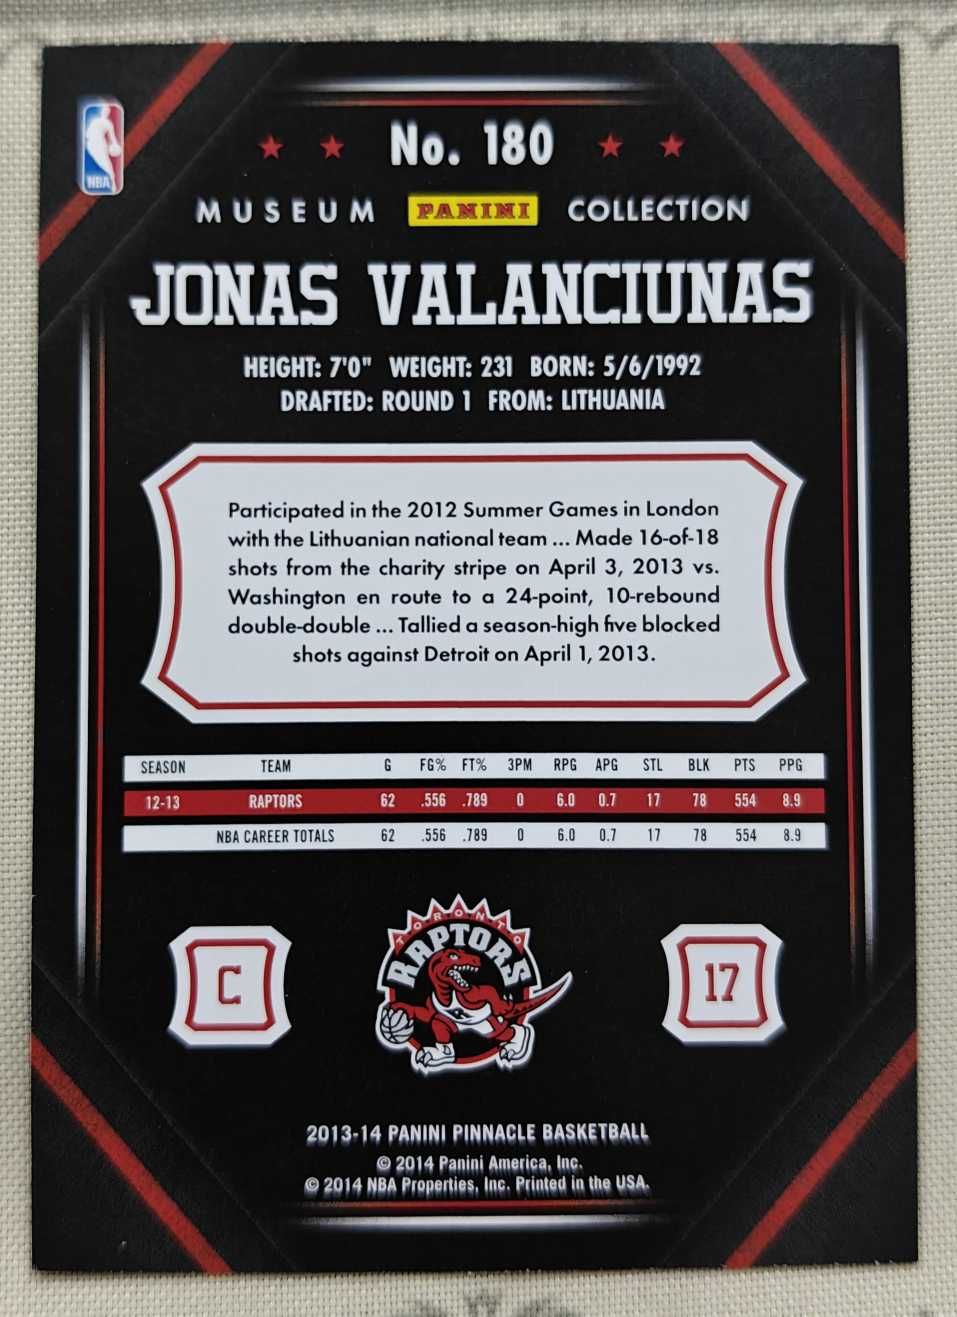 No. 180
NBA
MUSEUM PANINI COLLECTION
JONAS VALANCIUNAS
HEIGHT: 7'0" WEIGHT: 231 BORN: 5/6/1992
DRAFTED: ROUND 1 FROM: LITHUANIA
Participated in the 2012 Summer Games in London
with the Lithuanian national team ... Made 16-of-18
shots from the charity stripe on April 3, 2013 vs.
Washington en route to a 24-point, 10-rebound
double-double ... Tallied a season-high five blocked
shots against Detroit on April 1, 2013.
SEASON TEAM G FG% FT% 3PM RPG APG STL BLK PTS PPG
12-13 RAPTORS 62 .556 .789 0 6.0 0.7 17 78 554 8.9
NBA CAREER TOTALS 62 .556 .789 0 6.0 0.7 17 78 554 8.9
TORONTO
RAPTORS
C
17
2013-14 PANINI PINNACLE BASKETBALL
© 2014 Panini America, Inc.
© 2014 NBA Properties, Inc. Printed in the USA.